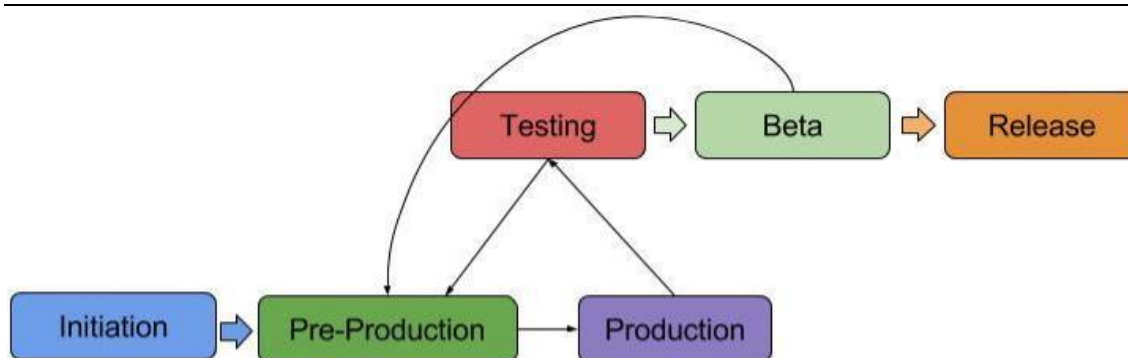 Testing
Beta
Release
Initiation
Pre-Production
Production